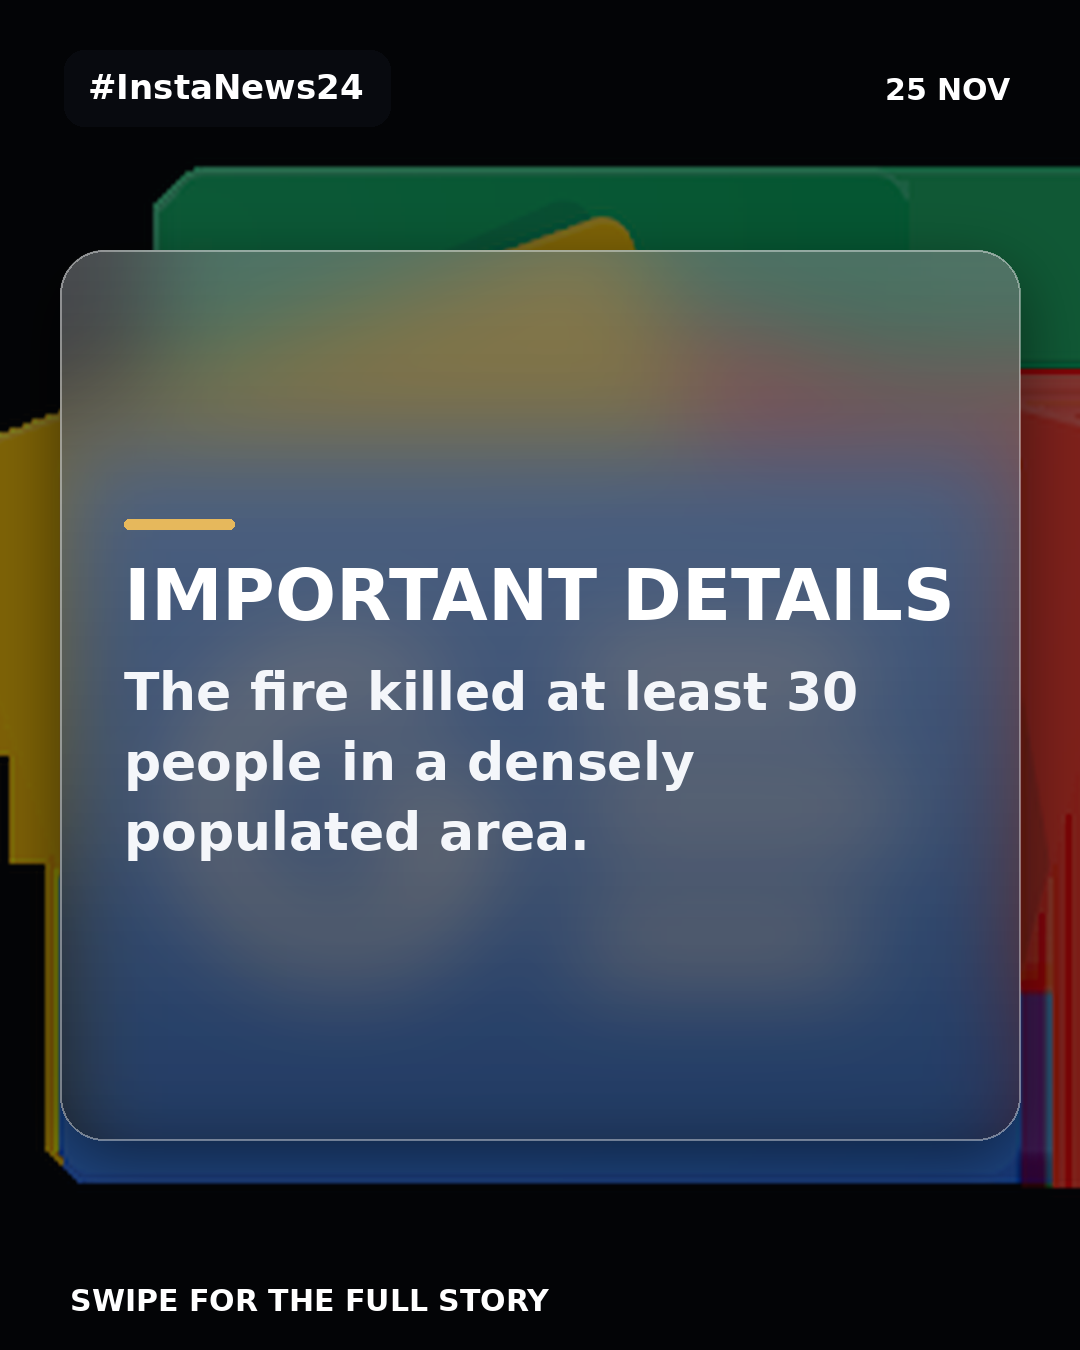 #InstaNews24
25 NOV
IMPORTANT DETAILS
The fire killed at least 30
people in a densely
populated area.
SWIPE FOR THE FULL STORY